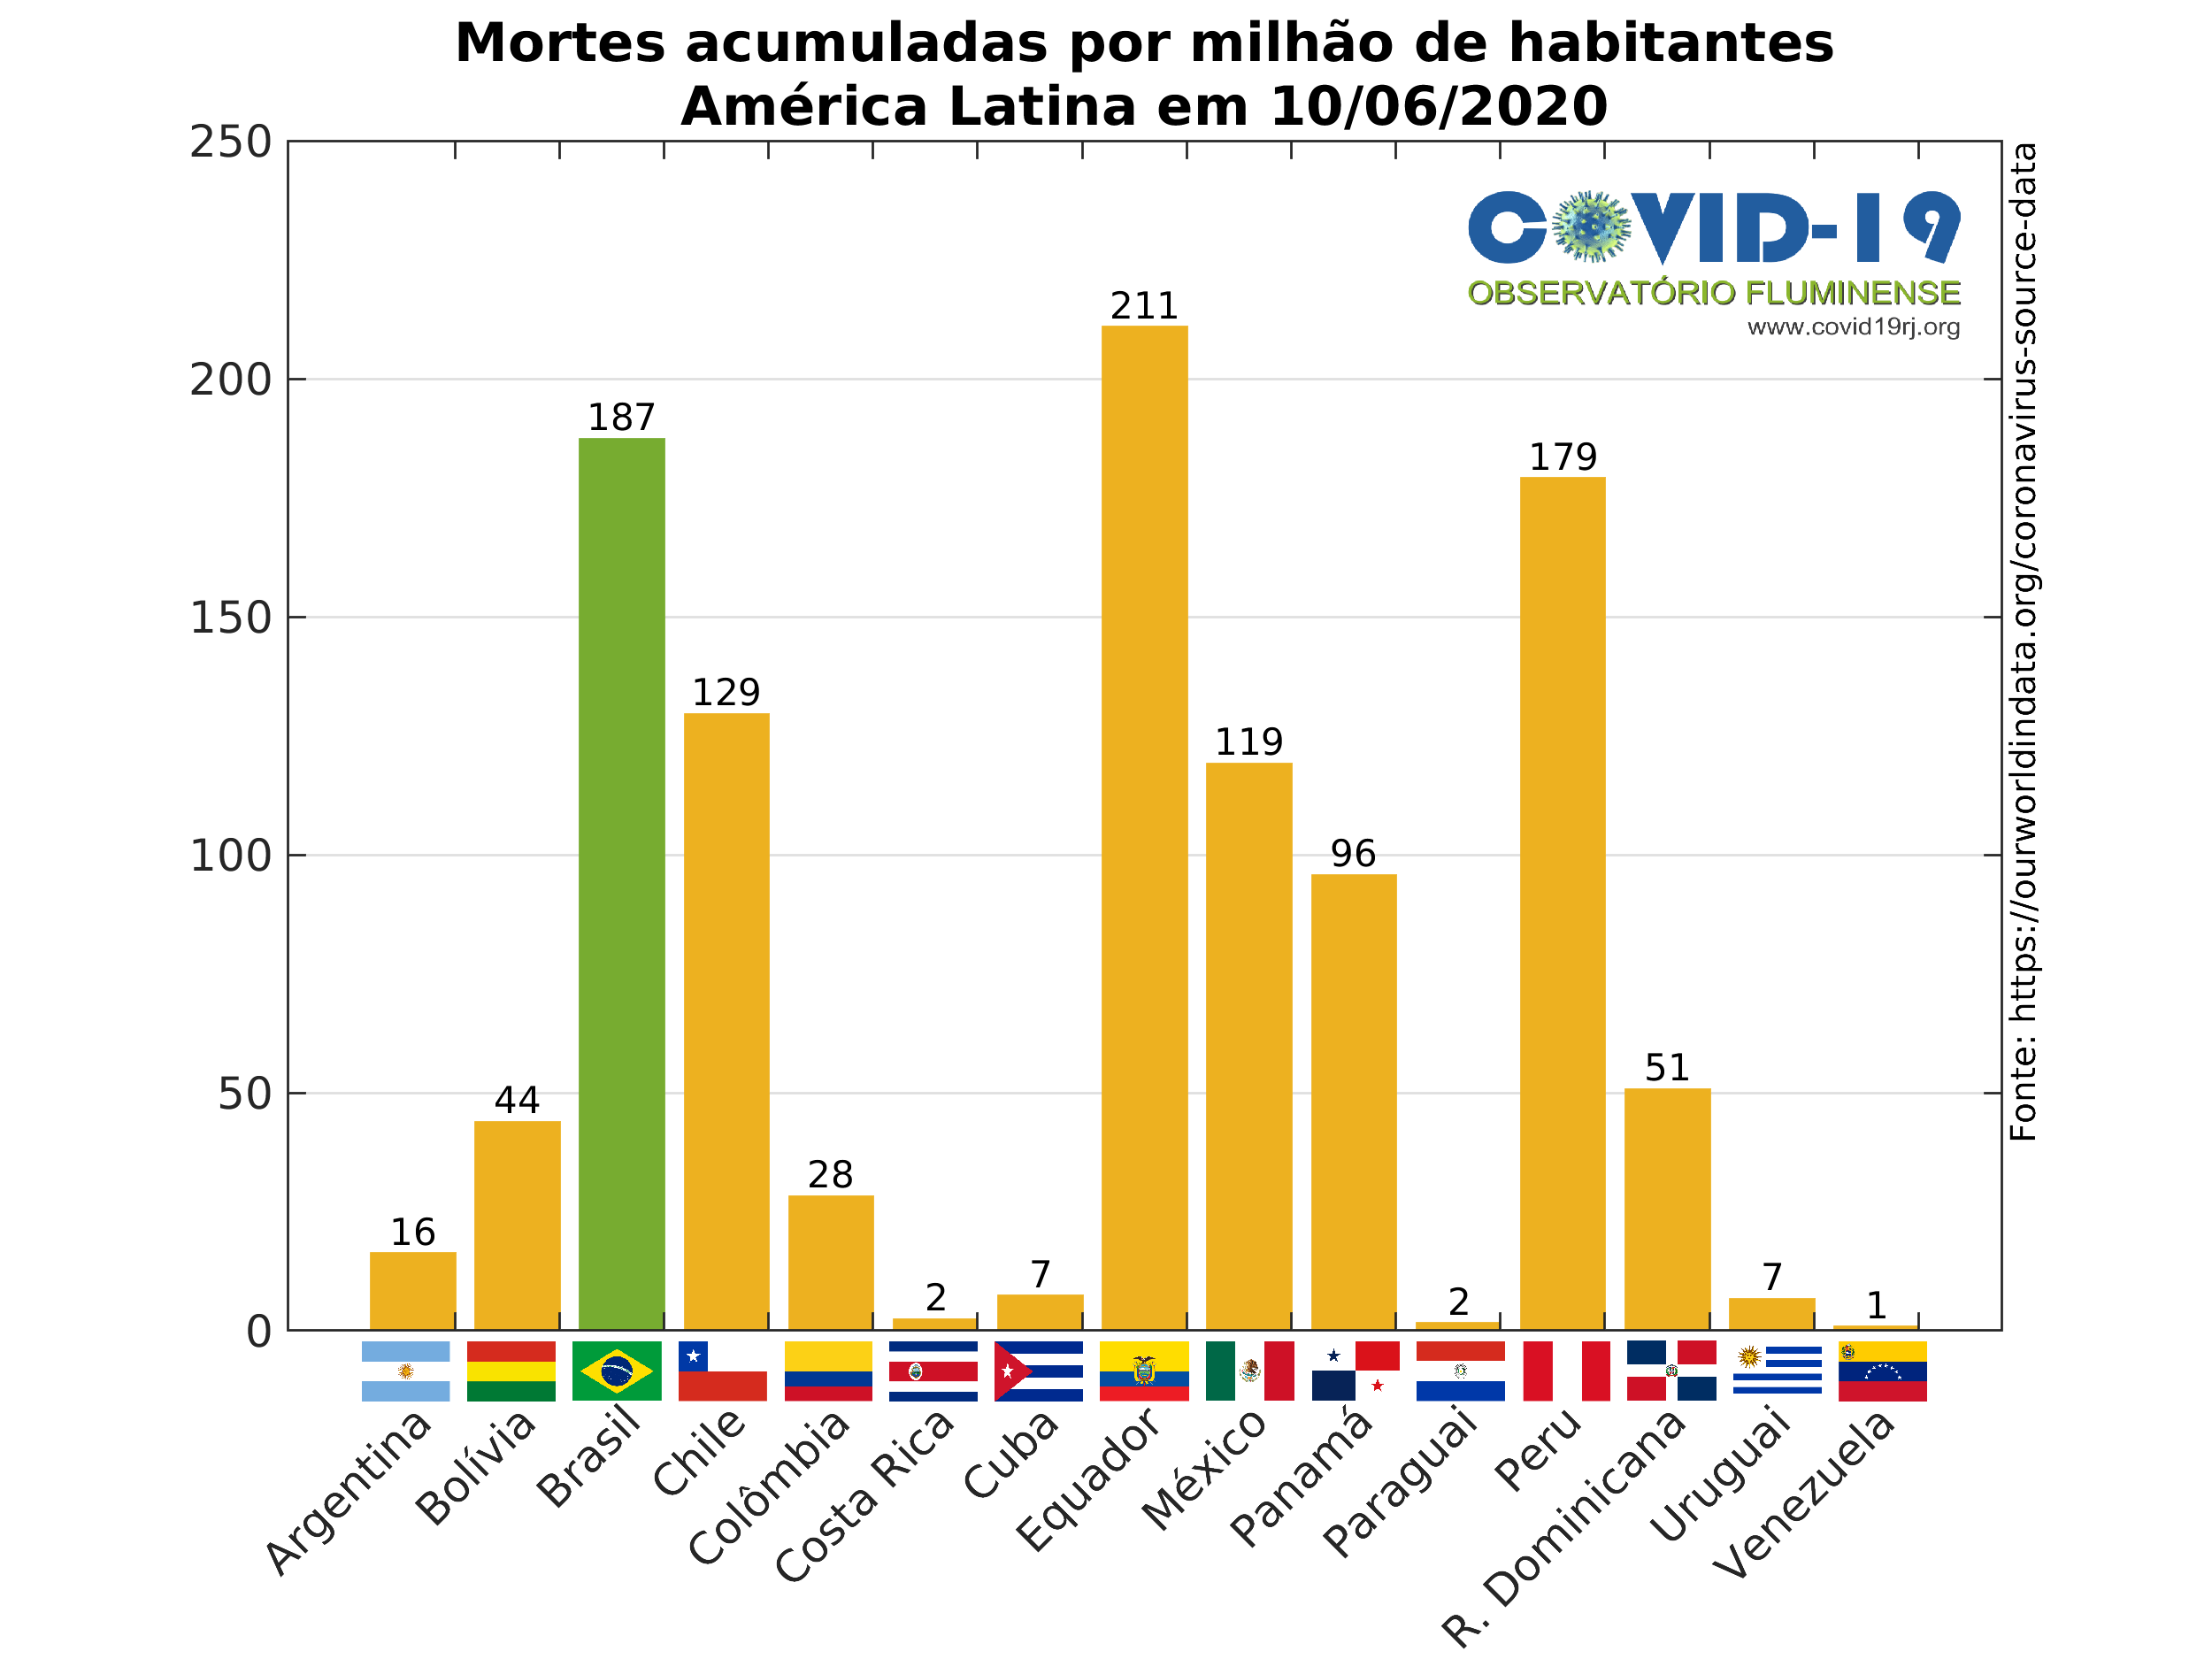 Mortes acumuladas por milhão de habitantes
América Latina em 10/06/2020
250
200
150
100
50
0
COVID-19
OBSERVATÓRIO FLUMINENSE
www.covid19rj.org
Fonte: https://ourworldindata.org/coronavirus-source-data
16
44
187
129
28
2
7
211
119
96
2
179
51
7
1
Argentina
Bolívia
Brasil
Chile
Colômbia
Costa Rica
Cuba
Equador
México
Panamá
Paraguai
Peru
R. Dominicana
Uruguai
Venezuela